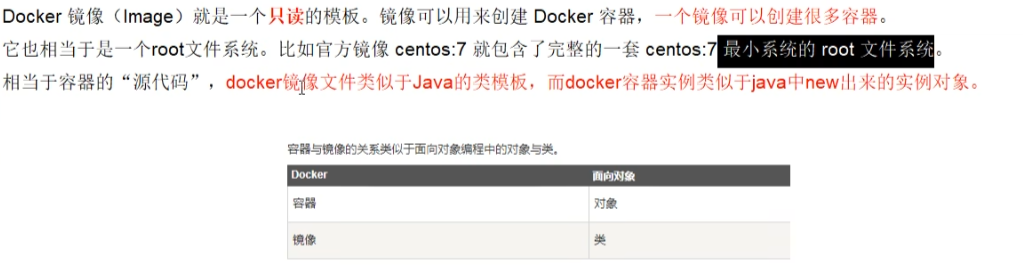 Docker 镜像（Image）就是一个只读的模板。镜像可以用来创建 Docker 容器，一个镜像可以创建很多容器。
它也相当于是一个root文件系统。比如官方镜像 centos:7 就包含了完整的一套 centos:7 最小系统的 root 文件系统。
相当于容器的“源代码”，docker镜像文件类似于Java的类模板，而docker容器实例类似于java中new出来的实例对象。
容器与镜像的关系类似于面向对象编程中的对象与类。
Docker 面向对象
容器 对象
镜像 类